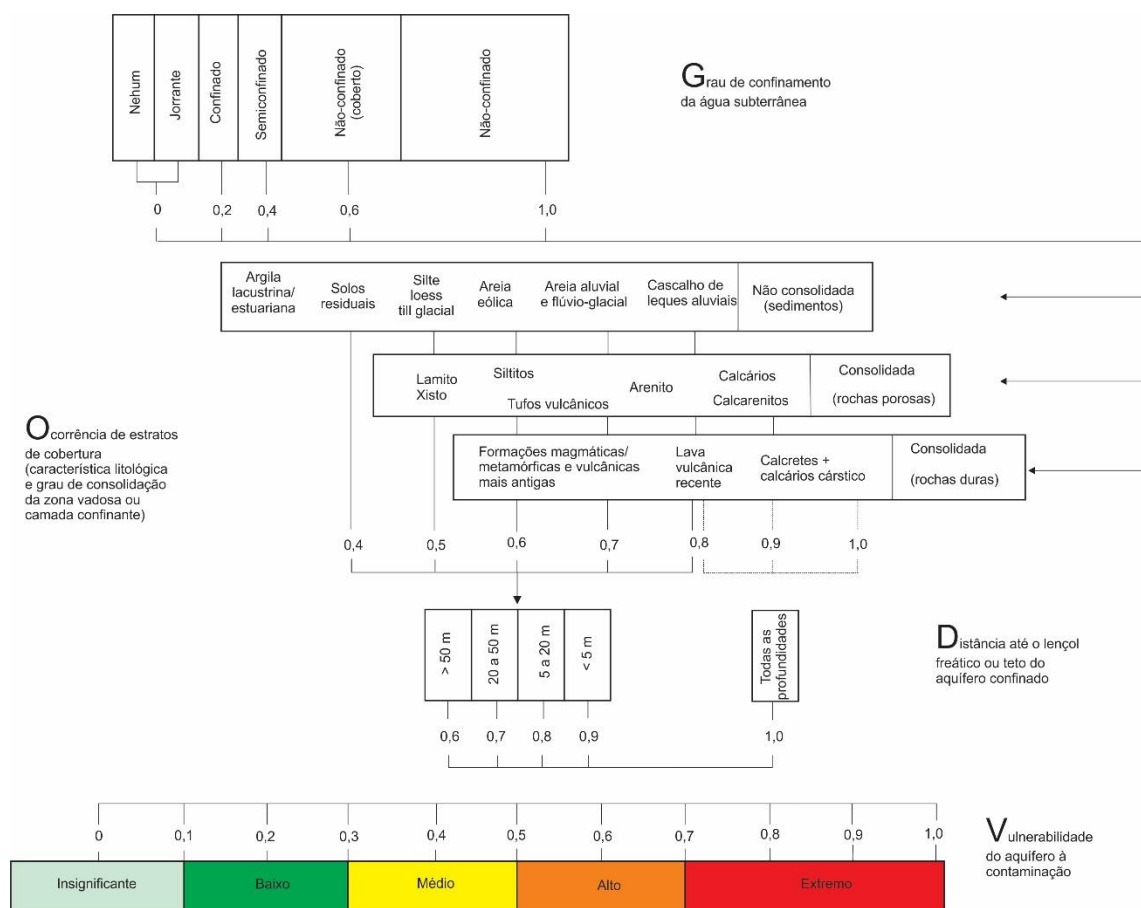 Nehum
Jorrante
Confinado
Semiconfinado
Não-confinado
(coberto)
Não-confinado
Grau de confinamento
da água subterrânea
0
0,2
0,4
0,6
1,0
Argila
lacustrina/
estuariana
Solos
residuais
Silte
loess
till glacial
Areia
eólica
Areia aluvial
e flúvio-glacial
Cascalho de
leques aluviais
Não consolidada
(sedimentos)
Lamito
Xisto
Siltitos
Tufos vulcânicos
Arenito
Calcários
Calcarenitos
Consolidada
(rochas porosas)
Ocorrência de estratos
de cobertura
(característica litológica
e grau de consolidação
da zona vadosa ou
camada confinante)
Formações magmáticas/
metamórficas e vulcânicas
mais antigas
Lava
vulcânica
recente
Calcretes +
calcários cárstico
Consolidada
(rochas duras)
0,4
0,5
0,6
0,7
0,8
0,9
1,0
> 50 m
20 a 50 m
5 a 20 m
< 5 m
Todas as
profundidades
Distância até o lençol
freático ou teto do
aquífero confinado
0,6
0,7
0,8
0,9
1,0
0
0,1
0,2
0,3
0,4
0,5
0,6
0,7
0,8
0,9
1,0
Vulnerabilidade
do aquífero à
contaminação
Insignificante
Baixo
Médio
Alto
Extremo